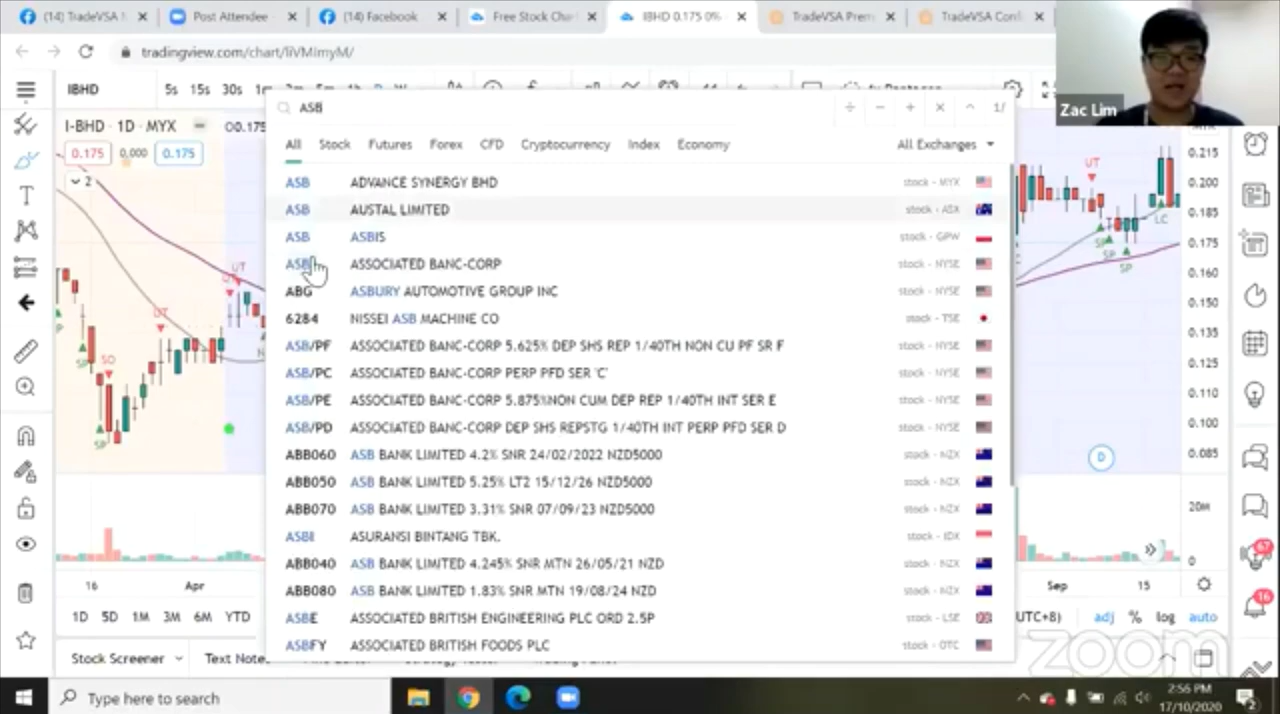 (14) TradeVSA
Post Attendee
(14) Facebook
Free Stock Cha
IBHD 0.175 0%
TradeVSA Prem
TradeVSA Conf
tradingview.com/chart/liVMImyM/
IBHD
5s 15s 30s 1m
Zac Lim
ASB
1/
I-BHD · 1D · MYX
0.175
0.000
0.175
2
All Stock Futures Forex CFD Cryptocurrency Index Economy All Exchanges
ASB ADVANCE SYNERGY BHD stock - MYX
ASB AUSTAL LIMITED stock - ASX
ASB ASBIS stock - GPW
ASB ASSOCIATED BANC-CORP stock - NYSE
ABG ASBURY AUTOMOTIVE GROUP INC stock - NYSE
6284 NISSEI ASB MACHINE CO stock - TSE
ASB/PF ASSOCIATED BANC-CORP 5.625% DEP SHS REP 1/40TH NON CU PF SR F stock - NYSE
ASB/PC ASSOCIATED BANC-CORP PERP PFD SER 'C' stock - NYSE
ASB/PE ASSOCIATED BANC-CORP 5.875%NON CUM DEP REP 1/40TH INT SER E stock - NYSE
ASB/PD ASSOCIATED BANC-CORP DEP SHS REPSTG 1/40TH INT PERP PFD SER D stock - NYSE
ABB060 ASB BANK LIMITED 4.2% SNR 24/02/2022 NZD5000 stock - NZX
ABB050 ASB BANK LIMITED 5.25% LT2 15/12/26 NZD5000 stock - NZX
ABB070 ASB BANK LIMITED 3.31% SNR 07/09/23 NZD5000 stock - NZX
ASBI ASURANSI BINTANG TBK. stock - IDX
ABB040 ASB BANK LIMITED 4.245% SNR MTN 26/05/21 NZD stock - NZX
ABB080 ASB BANK LIMITED 1.83% SNR MTN 19/08/24 NZD stock - NZX
ASBE ASSOCIATED BRITISH ENGINEERING PLC ORD 2.5P stock - LSE
ASBFY ASSOCIATED BRITISH FOODS PLC stock - OTC
UT
UT
SO
SP
SP
UT
LC
SP
SP
SP
D
0.215
0.200
0.185
0.175
0.160
0.150
0.135
0.125
0.110
0.100
0.085
20M
0
16 Apr
Sep 15
1D 5D 1M 3M 6M YTD
(UTC+8) adj % log auto
Stock Screener
Text Notes
zoom
Type here to search
2:56 PM
17/10/2020
67
16
2